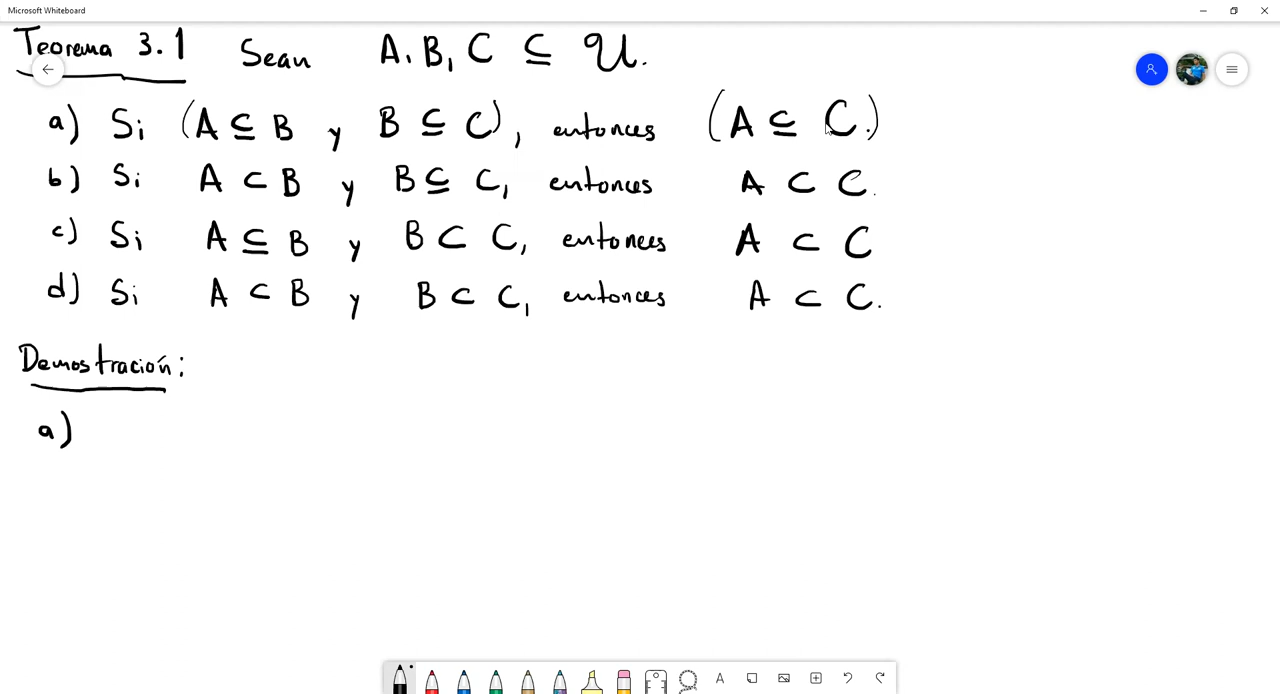 Microsoft Whiteboard
Teorema 3.1 Sean A, B, C ⊆ 𝒰.
a) Si (A ⊆ B y B ⊆ C), entonces (A ⊆ C.)
b) Si A ⊂ B y B ⊆ C, entonces A ⊂ C.
c) Si A ⊆ B y B ⊂ C, entonces A ⊂ C
d) Si A ⊂ B y B ⊂ C, entonces A ⊂ C.
Demostración:
a)
A